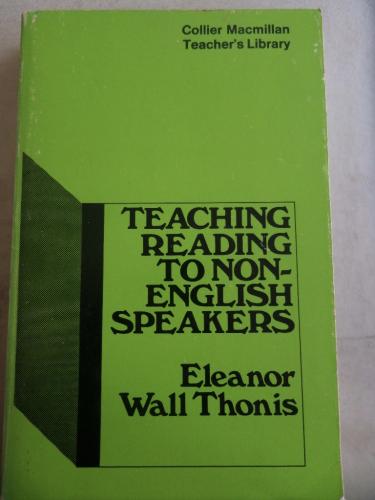 Collier Macmillan
Teacher's Library
TEACHING
READING
TO NON-
ENGLISH
SPEAKERS
Eleanor
Wall Thonis